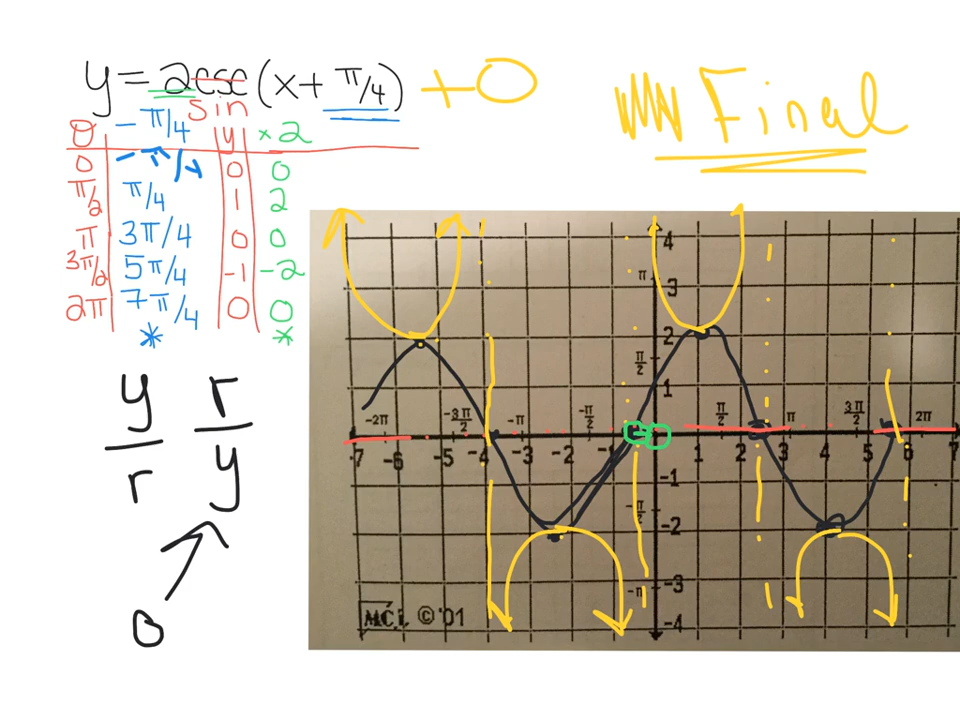 y = 2csc(x + π/4) + 0
sin
Final
θ -π/4 y ×2
0 -π/4 0 0
π/2 π/4 1 2
π 3π/4 0 0
3π/2 5π/4 -1 -2
2π 7π/4 0 0
* *
y/r r/y
0
4
π 3
2
π/2
1
-2π -3π/2 -π -π/2 π/2 π 3π/2 2π
-7 -6 -5 -4 -3 -2 1 2 3 4 5 6 7
-1
-π/2
-2
-3
-π
-4
MCi © '01